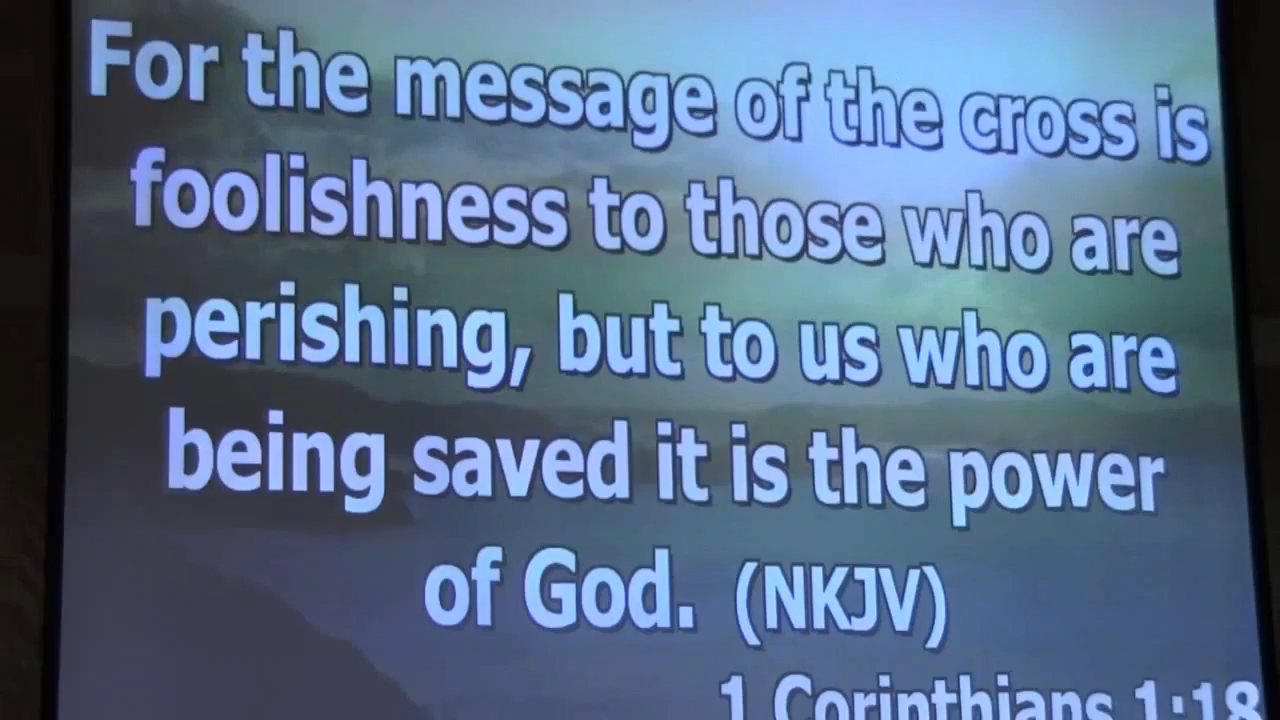 For the message of the cross is
foolishness to those who are
perishing, but to us who are
being saved it is the power
of God. (NKJV)
1 Corinthians 1:18